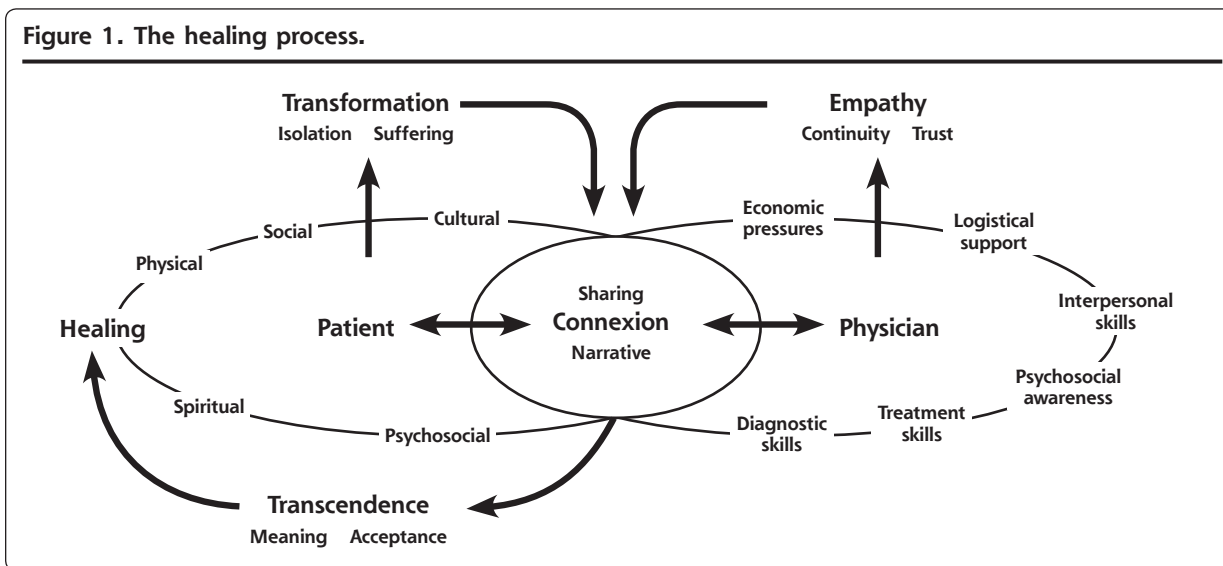 Figure 1. The healing process.
Transformation
Isolation Suffering
Empathy
Continuity Trust
Cultural
Social
Physical
Economic
pressures
Logistical
support
Interpersonal
skills
Healing
Patient
Sharing
Connexion
Narrative
Physician
Psychosocial
awareness
Spiritual
Psychosocial
Diagnostic
skills
Treatment
skills
Transcendence
Meaning Acceptance